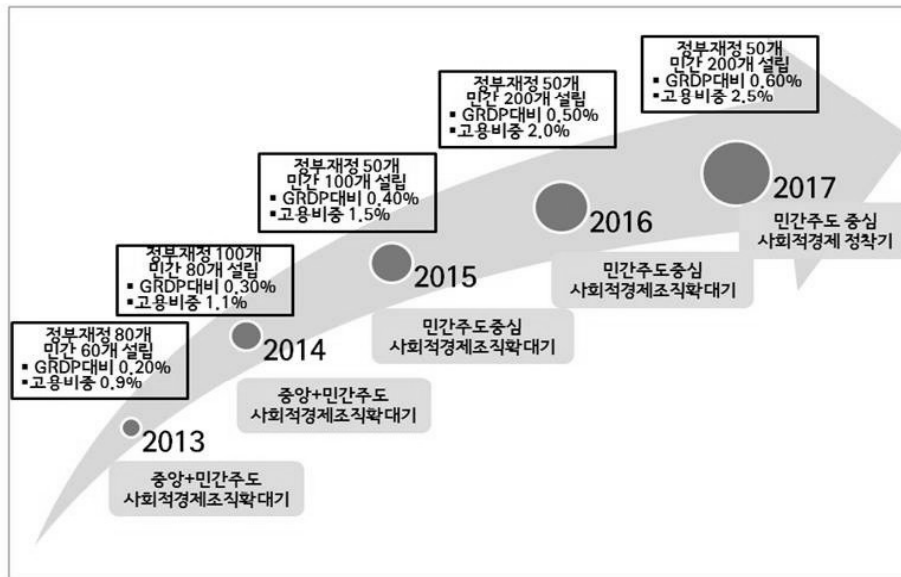 정부재정 50개
민간 200개 설립
▪ GRDP대비 0.60%
▪고용비중 2.5%
2017
민간주도 중심
사회적경제 정착기
정부재정 50개
민간 200개 설립
▪ GRDP대비 0.50%
▪고용비중 2.0%
2016
민간주도중심
사회적경제조직확대기
정부재정 50개
민간 100개 설립
▪ GRDP대비 0.40%
▪고용비중 1.5%
2015
민간주도중심
사회적경제조직확대기
정부재정 100개
민간 80개 설립
▪ GRDP대비 0.30%
▪고용비중 1.1%
2014
중앙+민간주도
사회적경제조직확대기
정부재정 80개
민간 60개 설립
▪ GRDP대비 0.20%
▪고용비중 0.9%
2013
중앙+민간주도
사회적경제조직확대기